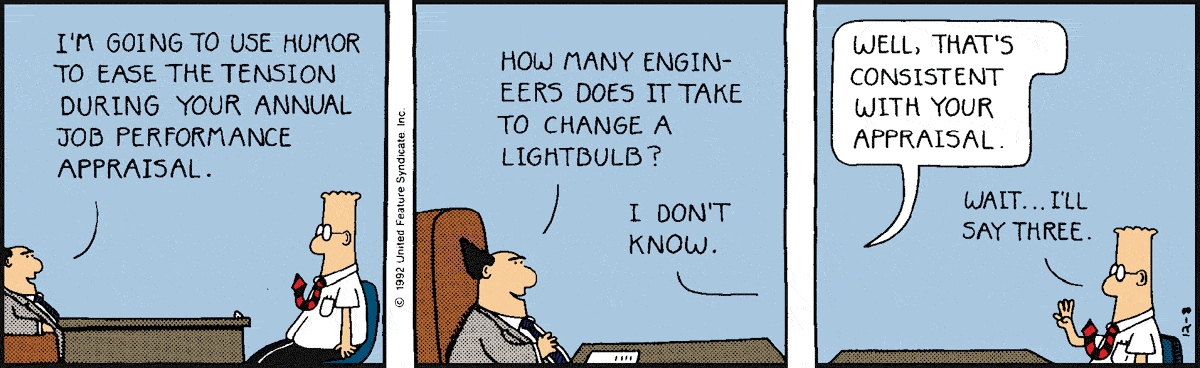 I'M GOING TO USE HUMOR
TO EASE THE TENSION
DURING YOUR ANNUAL
JOB PERFORMANCE
APPRAISAL.
© 1992 United Feature Syndicate, Inc.
HOW MANY ENGIN-
EERS DOES IT TAKE
TO CHANGE A
LIGHTBULB?
I DON'T
KNOW.
WELL, THAT'S
CONSISTENT
WITH YOUR
APPRAISAL.
WAIT...I'LL
SAY THREE.
12-8